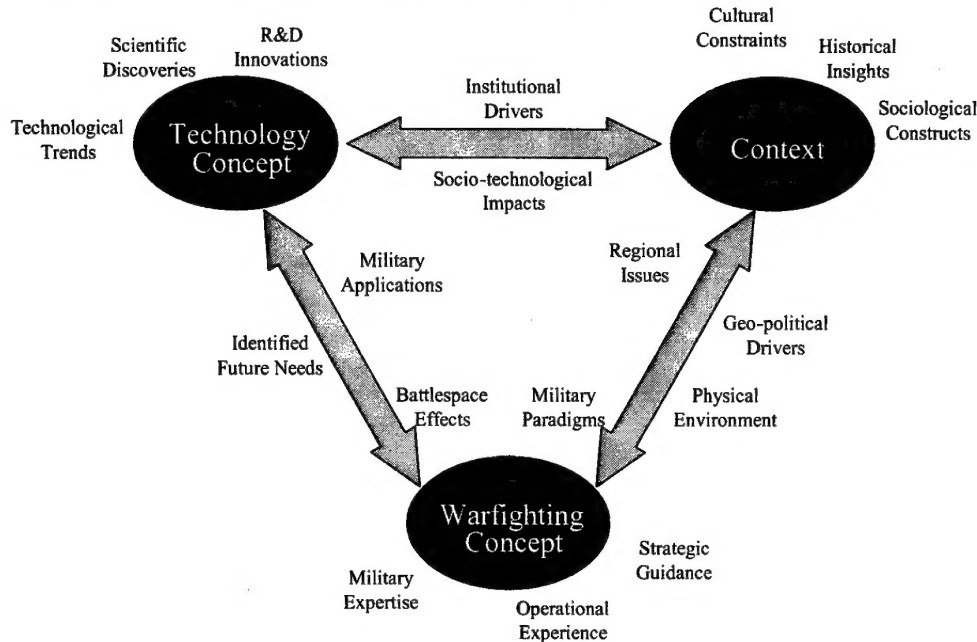 Scientific
Discoveries
R&D
Innovations
Technological
Trends
Technology
Concept
Institutional
Drivers
Socio-technological
Impacts
Cultural
Constraints
Historical
Insights
Sociological
Constructs
Context
Military
Applications
Identified
Future Needs
Battlespace
Effects
Regional
Issues
Geo-political
Drivers
Military
Paradigms
Physical
Environment
Warfighting
Concept
Military
Expertise
Operational
Experience
Strategic
Guidance